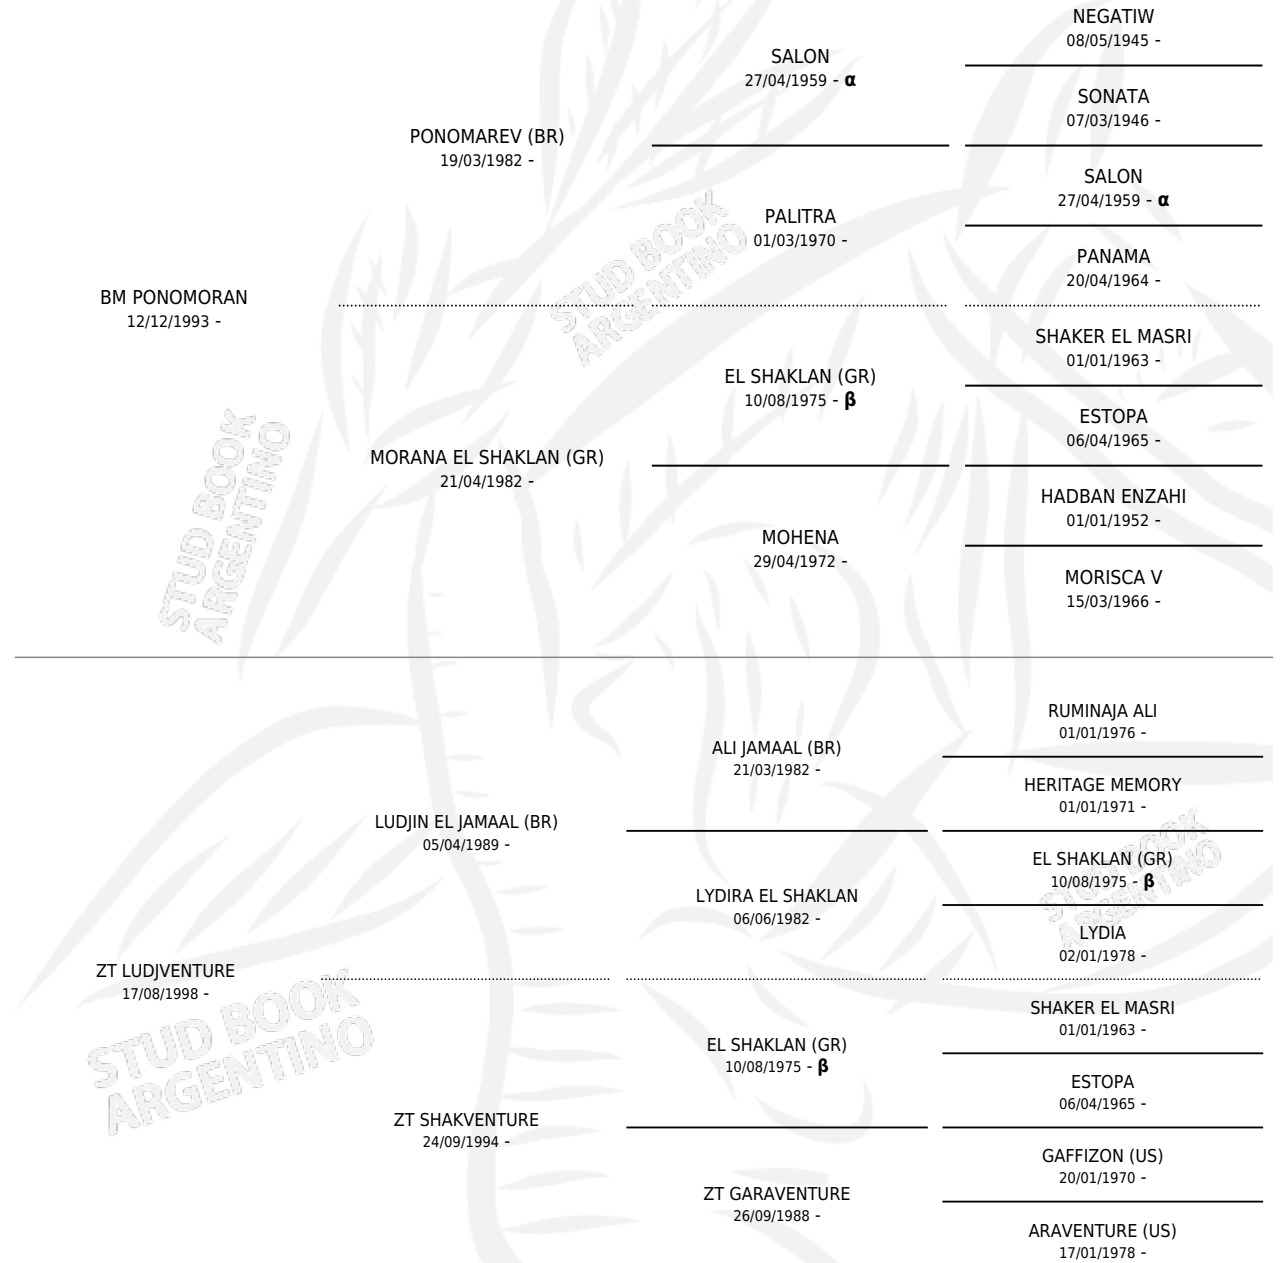 NEGATIW
08/05/1945 -
SALON
27/04/1959 - α
SONATA
07/03/1946 -
PONOMAREV (BR)
19/03/1982 -
SALON
27/04/1959 - α
PALITRA
01/03/1970 -
PANAMA
20/04/1964 -
BM PONOMORAN
12/12/1993 -
SHAKER EL MASRI
01/01/1963 -
EL SHAKLAN (GR)
10/08/1975 - β
ESTOPA
06/04/1965 -
MORANA EL SHAKLAN (GR)
21/04/1982 -
HADBAN ENZAHI
01/01/1952 -
MOHENA
29/04/1972 -
MORISCA V
15/03/1966 -
RUMINAJA ALI
01/01/1976 -
ALI JAMAAL (BR)
21/03/1982 -
HERITAGE MEMORY
01/01/1971 -
LUDJIN EL JAMAAL (BR)
05/04/1989 -
EL SHAKLAN (GR)
10/08/1975 - β
LYDIRA EL SHAKLAN
06/06/1982 -
LYDIA
02/01/1978 -
ZT LUDJVENTURE
17/08/1998 -
SHAKER EL MASRI
01/01/1963 -
EL SHAKLAN (GR)
10/08/1975 - β
ESTOPA
06/04/1965 -
ZT SHAKVENTURE
24/09/1994 -
GAFFIZON (US)
20/01/1970 -
ZT GARAVENTURE
26/09/1988 -
ARAVENTURE (US)
17/01/1978 -
STUD BOOK
ARGENTINO
STUD BOOK
ARGENTINO
STUD BOOK
ARGENTINO
STUD BOOK
ARGENTINO